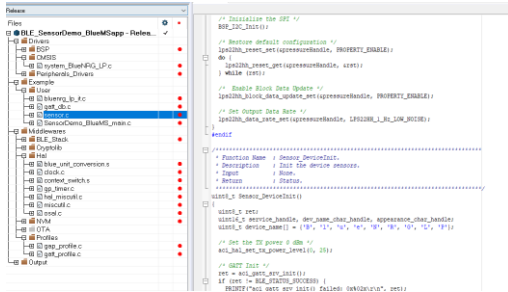 Release
Files
BLE_SensorDemo_BlueMSapp - Relea...
Drivers
BSP
CMSIS
system_BlueNRG_LP.c
Peripherals_Drivers
Example
User
bluenrg_lp_it.c
gatt_db.c
sensor.c
SensorDemo_BlueMS_main.c
Middlewares
BLE_Stack
Cryptolib
Hal
blue_unit_conversion.s
clock.c
context_switch.s
gp_timer.c
hal_miscutil.c
miscutil.c
osal.c
NVM
OTA
Profiles
gap_profile.c
gatt_profile.c
Output
/* Initialize the SPI */
BSP_I2C_Init();
/* Restore default configuration */
lps22hh_reset_set(&pressureHandle, PROPERTY_ENABLE);
do {
lps22hh_reset_get(&pressureHandle, &rst);
} while (rst);
/* Enable Block Data Update */
lps22hh_block_data_update_set(&pressureHandle, PROPERTY_ENABLE);
/* Set Output Data Rate */
lps22hh_data_rate_set(&pressureHandle, LPS22HH_1_Hz_LOW_NOISE);
}
#endif
* Function Name : Sensor_DeviceInit.
* Description : Init the device sensors.
* Input : None.
* Return : Status.
uint8_t Sensor_DeviceInit()
{
uint8_t ret;
uint16_t service_handle, dev_name_char_handle, appearance_char_handle;
uint8_t device_name[] = {'B', 'l', 'u', 'e', 'N', 'R', 'G', 'L', 'P'};
/* Set the TX power 0 dBm */
aci_hal_set_tx_power_level(0, 25);
/* GATT Init */
ret = aci_gatt_srv_init();
if (ret != BLE_STATUS_SUCCESS) {
PRINTF("aci_gatt_srv_init() failed: 0x%02x\r\n", ret);